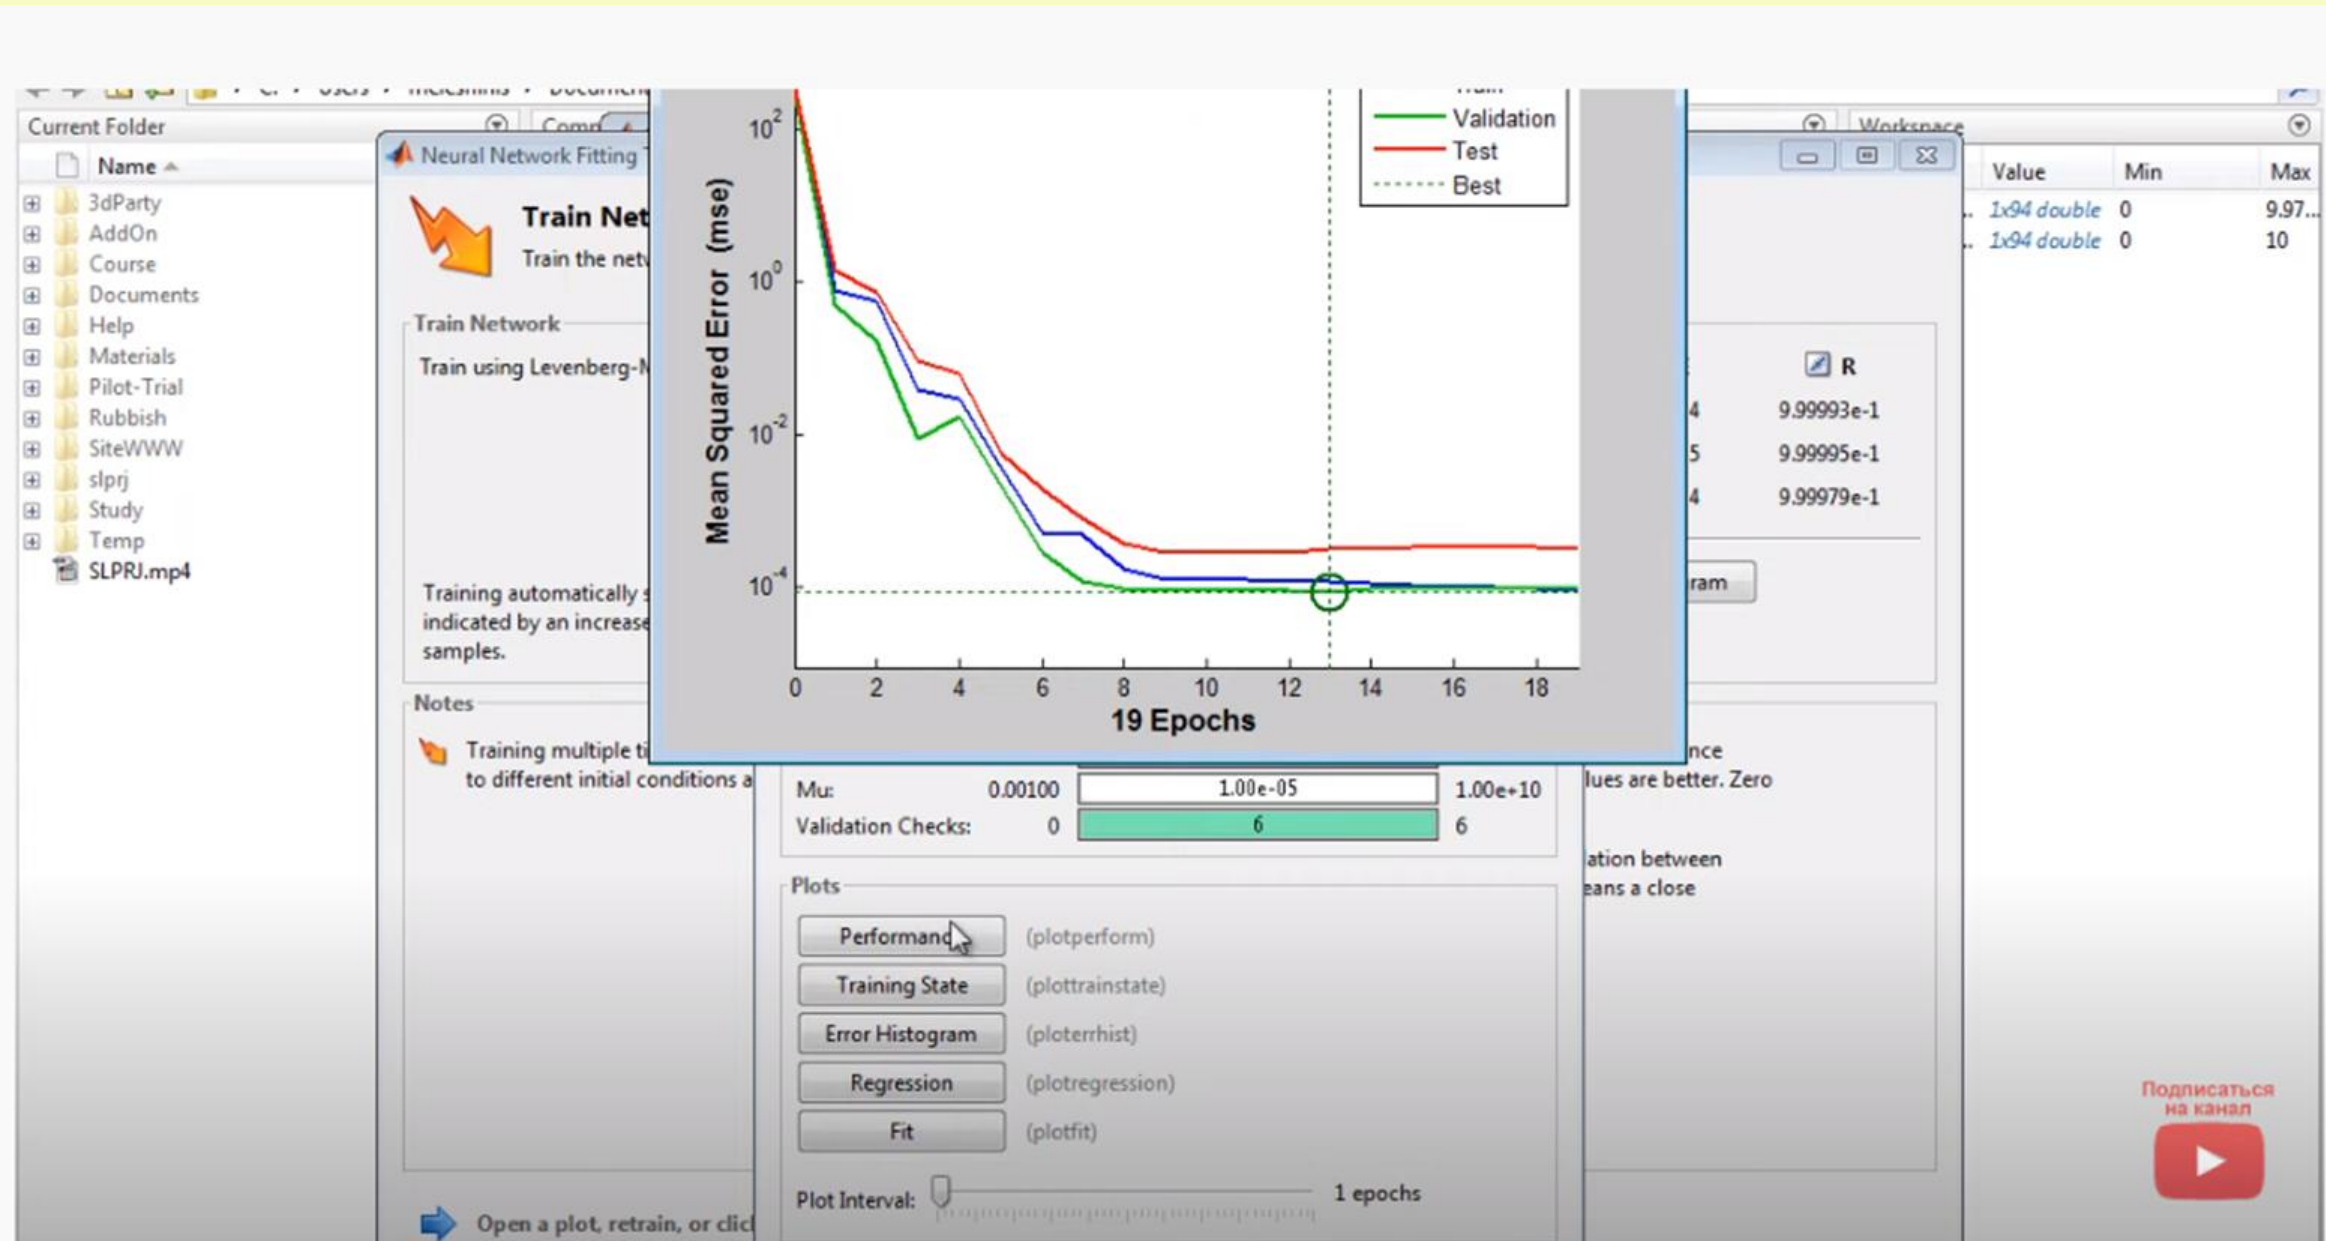 Current Folder
Workspace
Name
3dParty
AddOn
Course
Documents
Help
Materials
Pilot-Trial
Rubbish
SiteWWW
slprj
Study
Temp
SLPRJ.mp4
Neural Network Fitting
Train Net
Train the netw
Train Network
Train using Levenberg-M
Training automatically s
indicated by an increase
samples.
Notes
Training multiple ti
to different initial conditions a
Open a plot, retrain, or clic
Mean Squared Error (mse)
10^2
10^0
10^-2
10^-4
Validation
Test
Best
0 2 4 6 8 10 12 14 16 18
19 Epochs
Mu: 0.00100 1.00e-05 1.00e+10
Validation Checks: 0 6 6
Plots
Performanc (plotperform)
Training State (plottrainstate)
Error Histogram (ploterrhist)
Regression (plotregression)
Fit (plotfit)
Plot Interval: 1 epochs
R
4 9.99993e-1
5 9.99995e-1
4 9.99979e-1
ram
nce
lues are better. Zero
ation between
eans a close
Value Min Max
1x94 double 0 9.97...
1x94 double 0 10
Подписаться
на канал